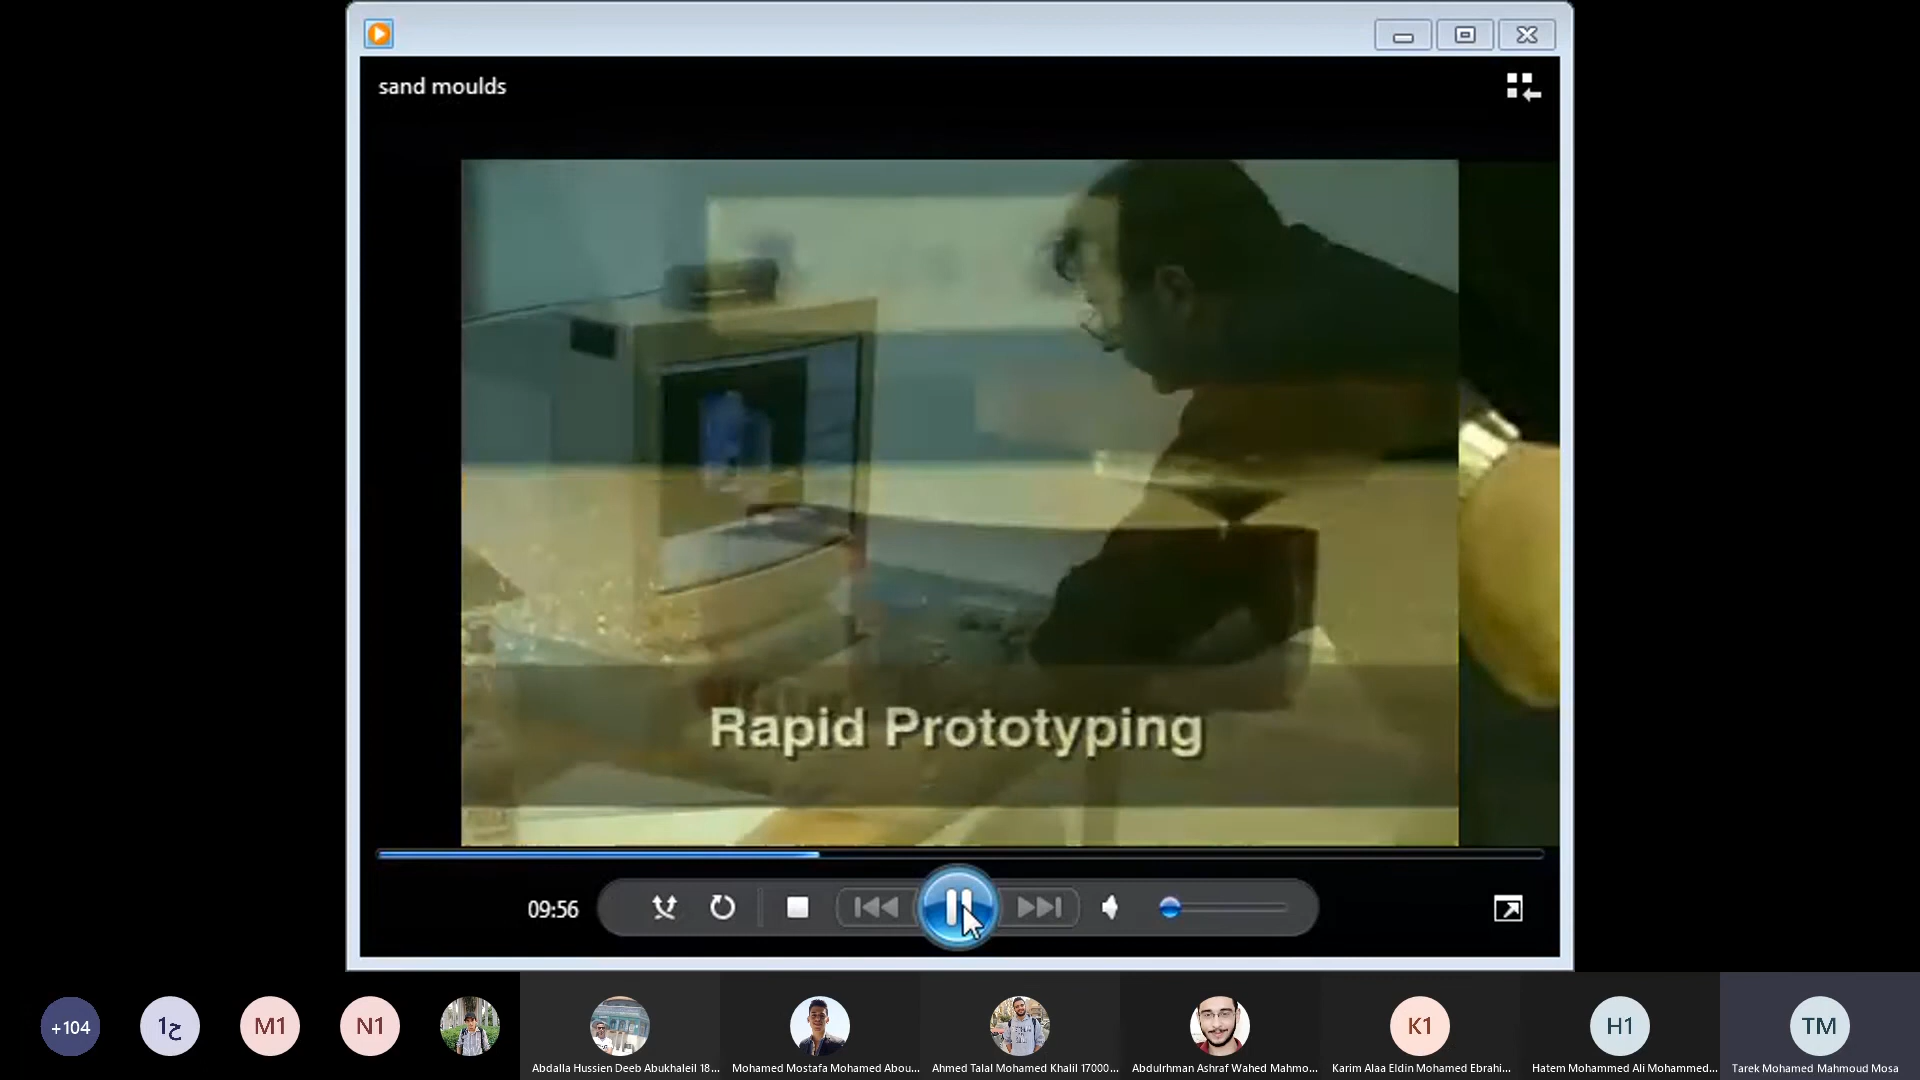 sand moulds
Rapid Prototyping
09:56
+104
ح1
M1
N1
K1
H1
TM
Abdalla Hussien Deeb Abukhaleil 18...
Mohamed Mostafa Mohamed Abou...
Ahmed Talal Mohamed Khalil 17000...
Abdulrhman Ashraf Wahed Mahmo...
Karim Alaa Eldin Mohamed Ebrahi...
Hatem Mohammed Ali Mohammed...
Tarek Mohamed Mahmoud Mosa